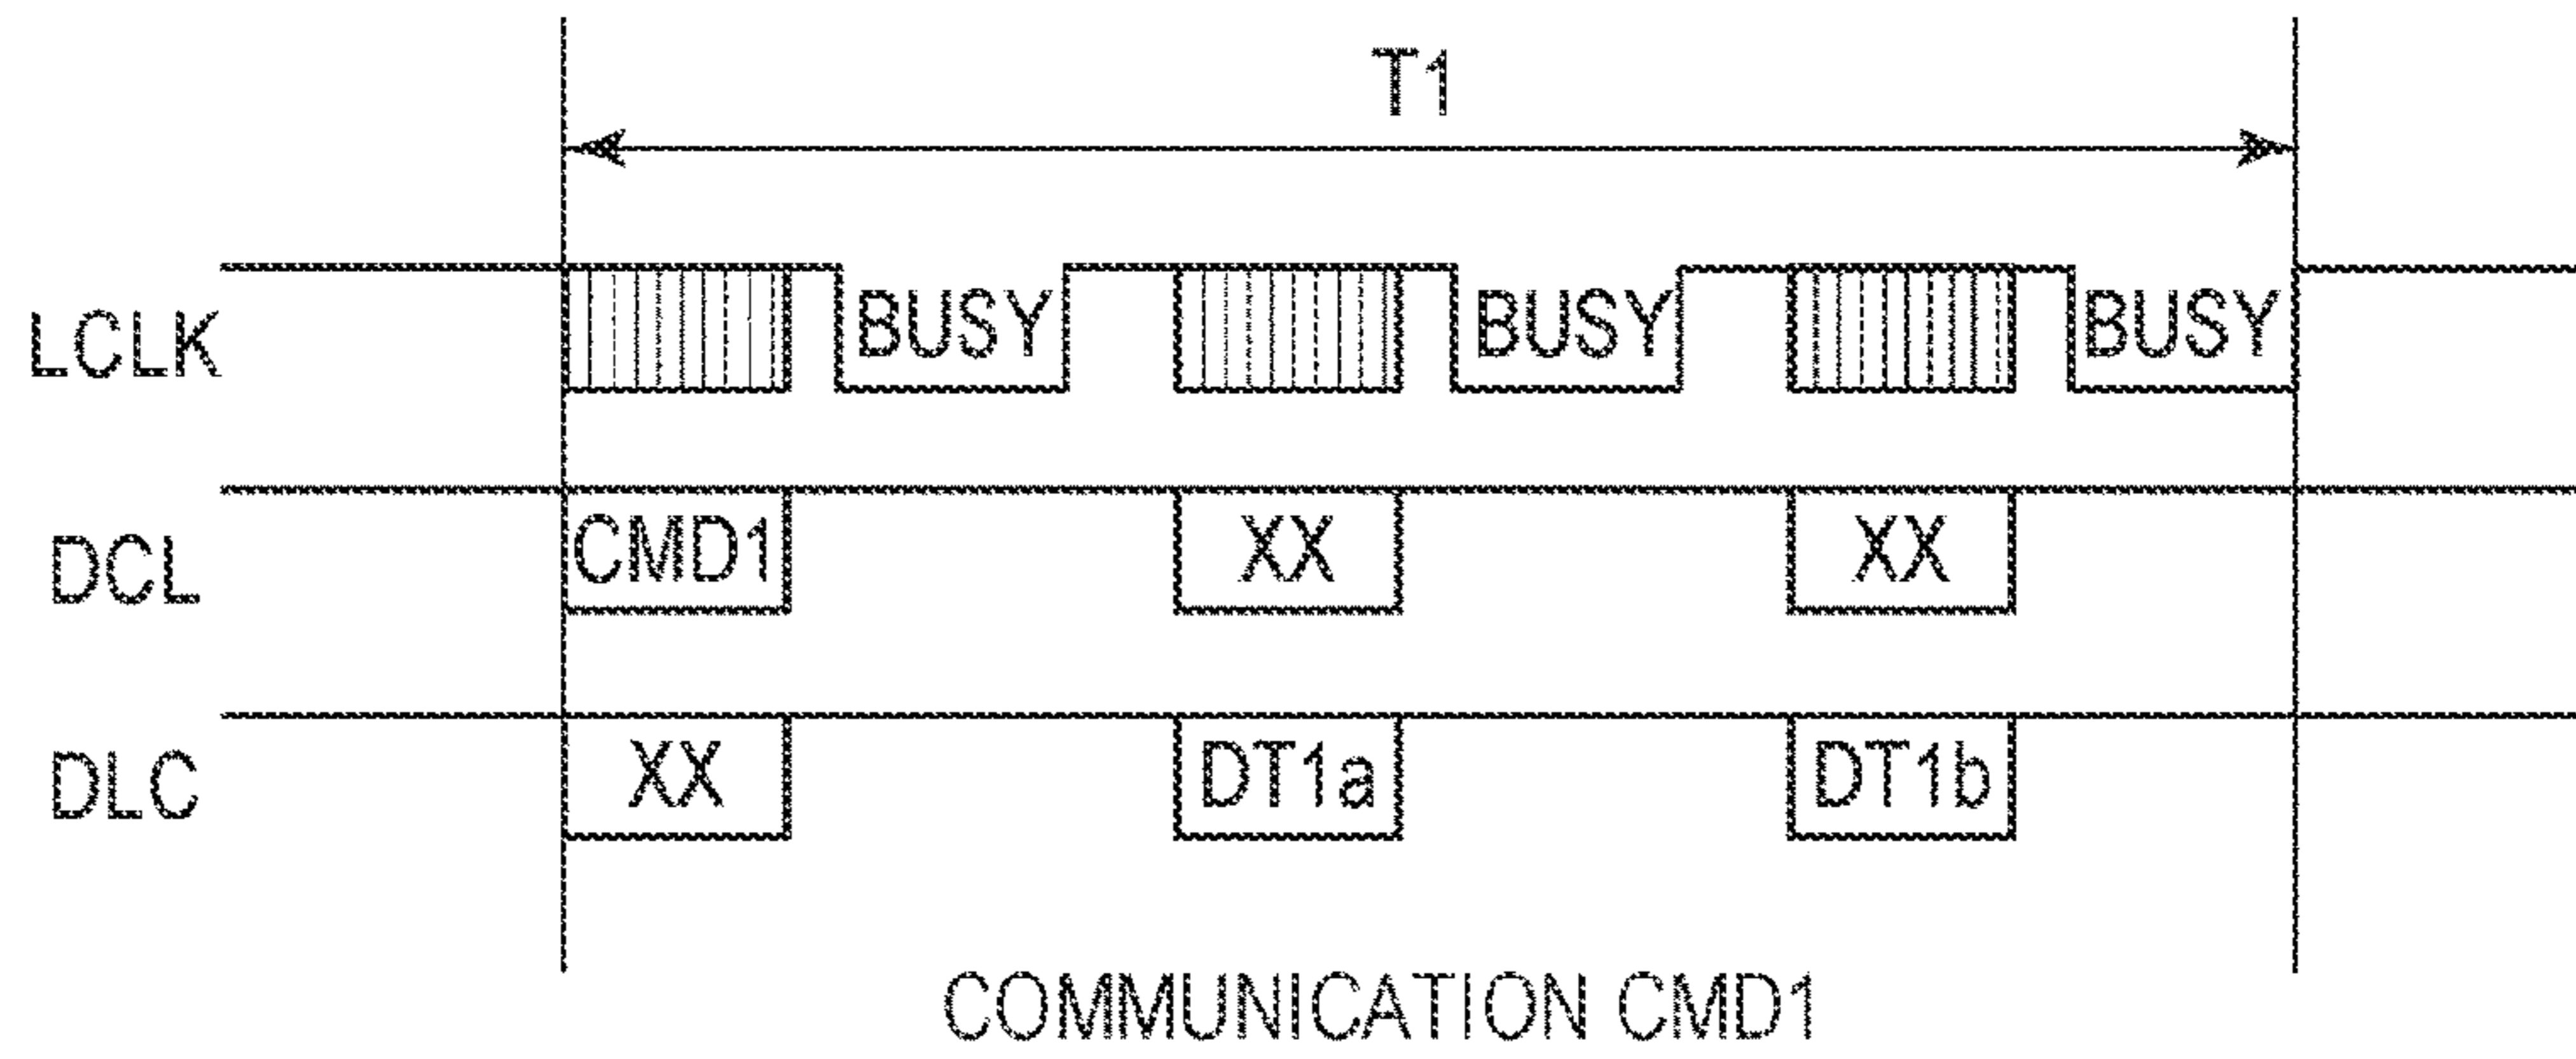 T1
LCLK BUSY BUSY BUSY
DCL CMD1 XX XX
DLC XX DT1a DT1b
COMMUNICATION CMD1